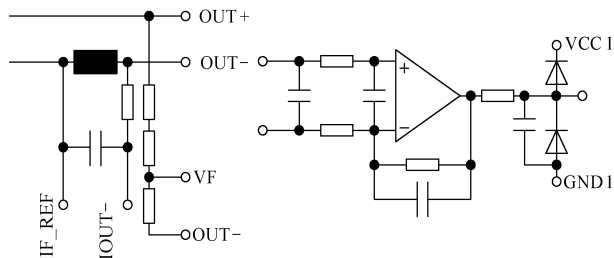 OUT+
OUT−
VF
OUT−
IF_REF
IOUT−
+
−
VCC1
GND1